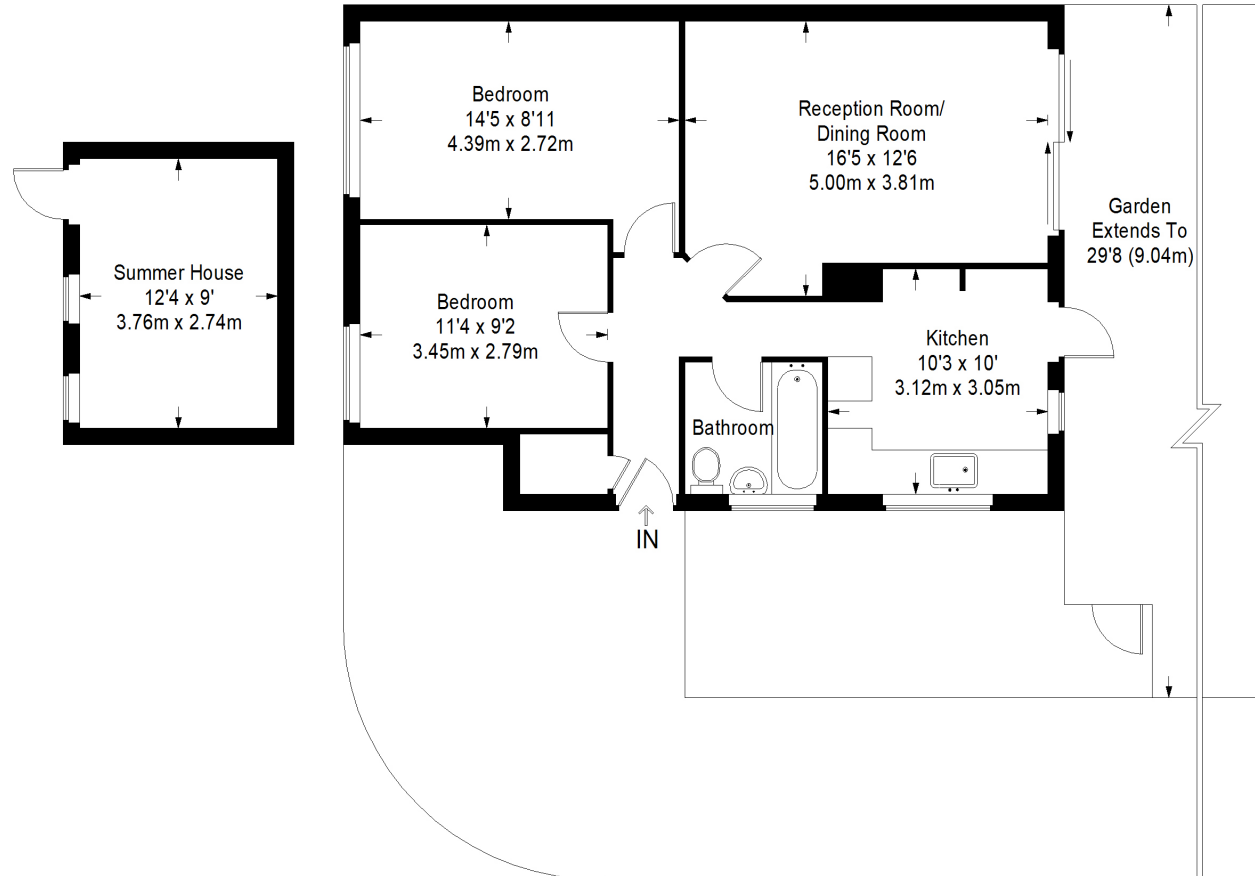 Bedroom
14'5 x 8'11
4.39m x 2.72m
Reception Room/
Dining Room
16'5 x 12'6
5.00m x 3.81m
Garden
Extends To
29'8 (9.04m)
Summer House
12'4 x 9'
3.76m x 2.74m
Bedroom
11'4 x 9'2
3.45m x 2.79m
Kitchen
10'3 x 10'
3.12m x 3.05m
Bathroom
IN